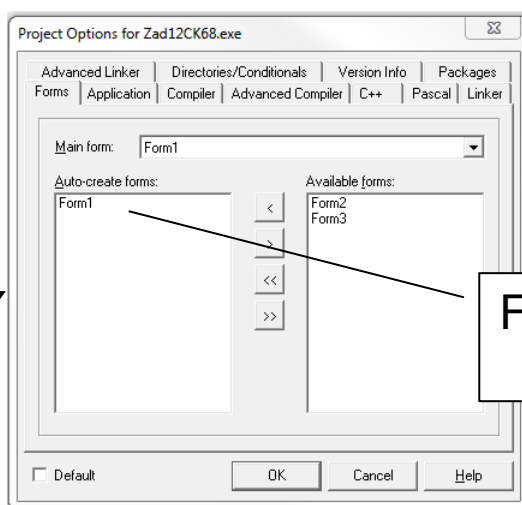 Project Options for Zad12CK68.exe
Advanced Linker Directories/Conditionals Version Info Packages
Forms Application Compiler Advanced Compiler C++ Pascal Linker
Main form: Form1
Auto-create forms: Available forms:
Form1 < Form2
Form3
>
<<
>>
F
Default OK Cancel Help